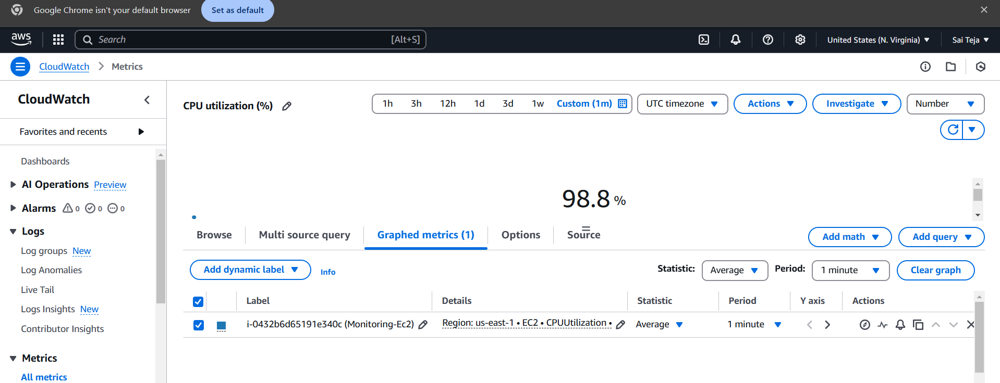 Google Chrome isn't your default browser Set as default
aws Search [Alt+S] United States (N. Virginia) Sai Teja
CloudWatch Metrics
CloudWatch
Favorites and recents
Dashboards
AI Operations Preview
Alarms 0 0 0
Logs
Log groups New
Log Anomalies
Live Tail
Logs Insights New
Contributor Insights
Metrics
All metrics
CPU utilization (%) 1h 3h 12h 1d 3d 1w Custom (1m) UTC timezone Actions Investigate Number
98.8 %
Browse Multi source query Graphed metrics (1) Options Source Add math Add query
Add dynamic label Info Statistic: Average Period: 1 minute Clear graph
Label Details Statistic Period Y axis Actions
i-0432b6d65191e340c (Monitoring-Ec2) Region: us-east-1 • EC2 • CPUUtilization • Average 1 minute